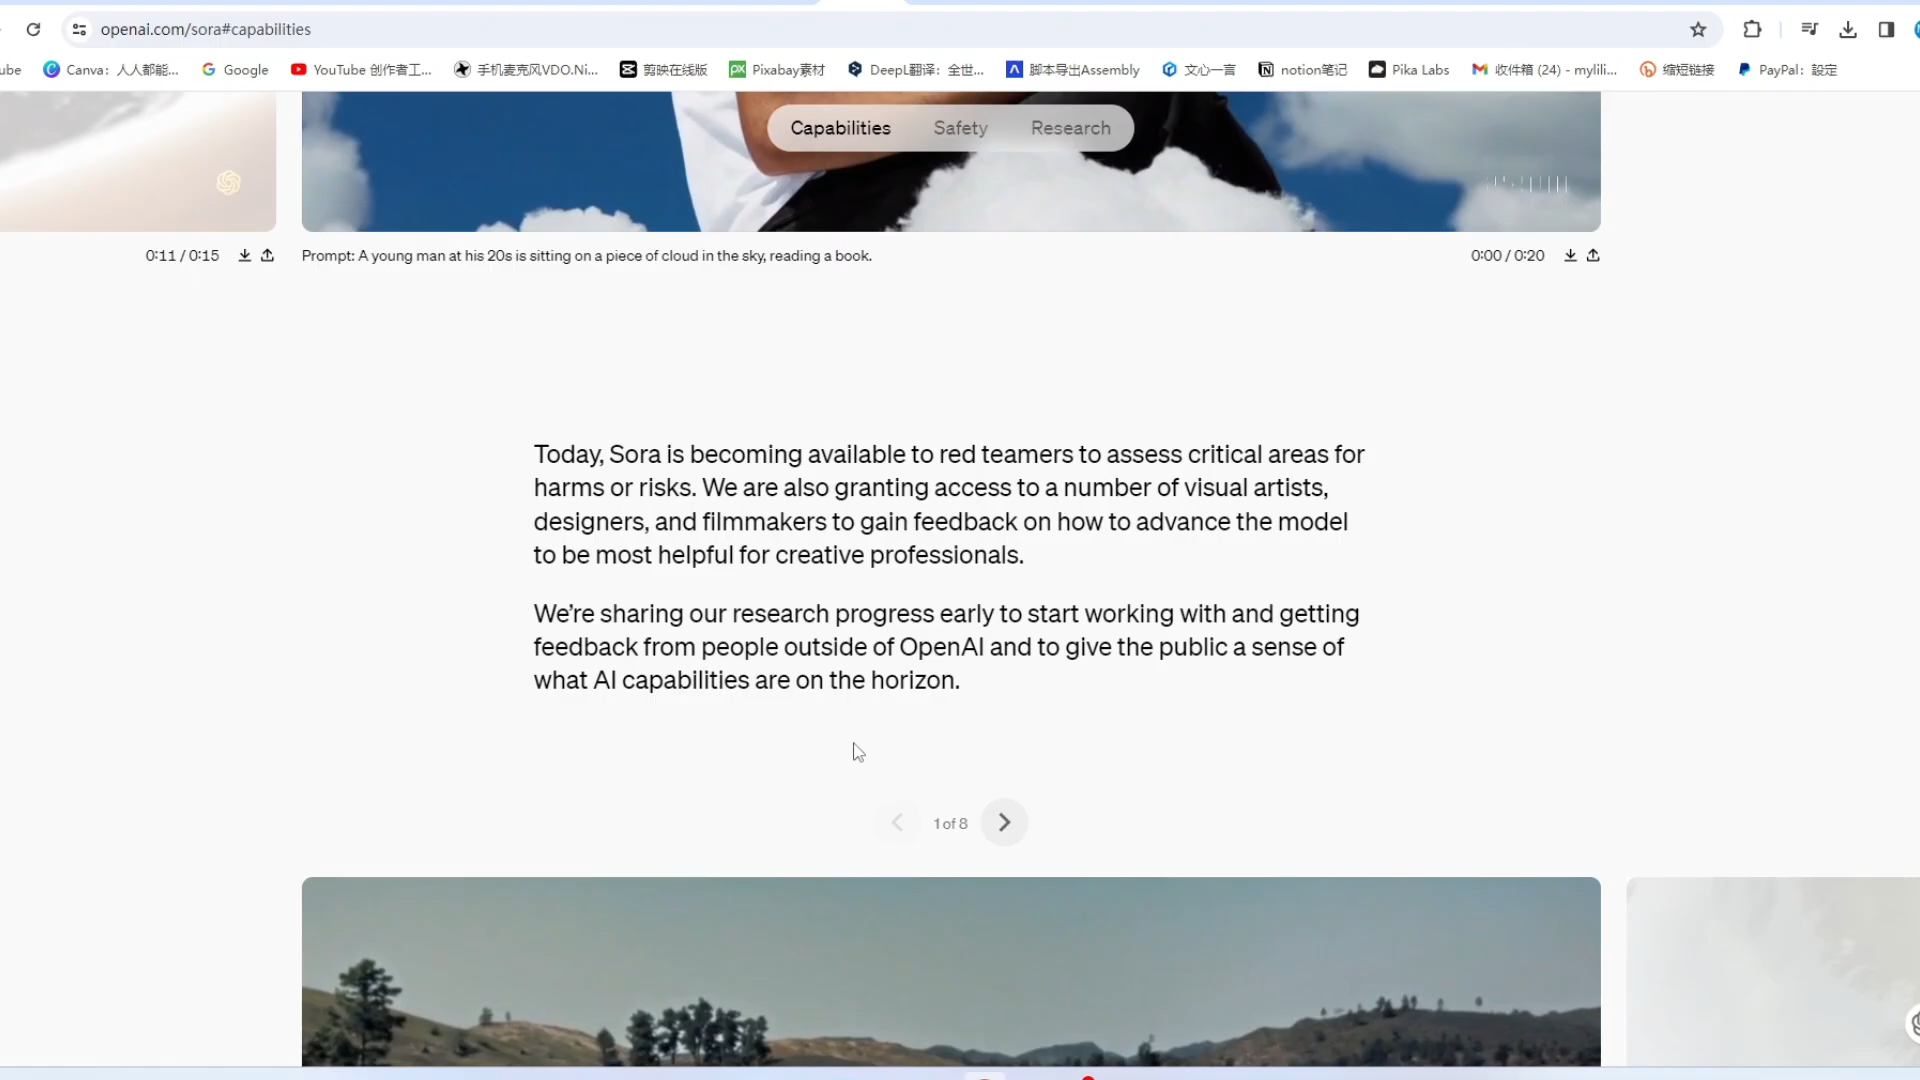 openai.com/sora#capabilities
ube Canva：人人都能... Google YouTube 创作者工... 手机麦克风VDO.Ni... 剪映在线版 Pixabay素材 DeepL翻译：全世... 脚本导出Assembly 文心一言 notion笔记 Pika Labs 收件箱 (24) - mylili... 缩短链接 PayPal：設定
Capabilities Safety Research
0:11 / 0:15 Prompt: A young man at his 20s is sitting on a piece of cloud in the sky, reading a book. 0:00 / 0:20
Today, Sora is becoming available to red teamers to assess critical areas for
harms or risks. We are also granting access to a number of visual artists,
designers, and filmmakers to gain feedback on how to advance the model
to be most helpful for creative professionals.
We’re sharing our research progress early to start working with and getting
feedback from people outside of OpenAI and to give the public a sense of
what AI capabilities are on the horizon.
1 of 8